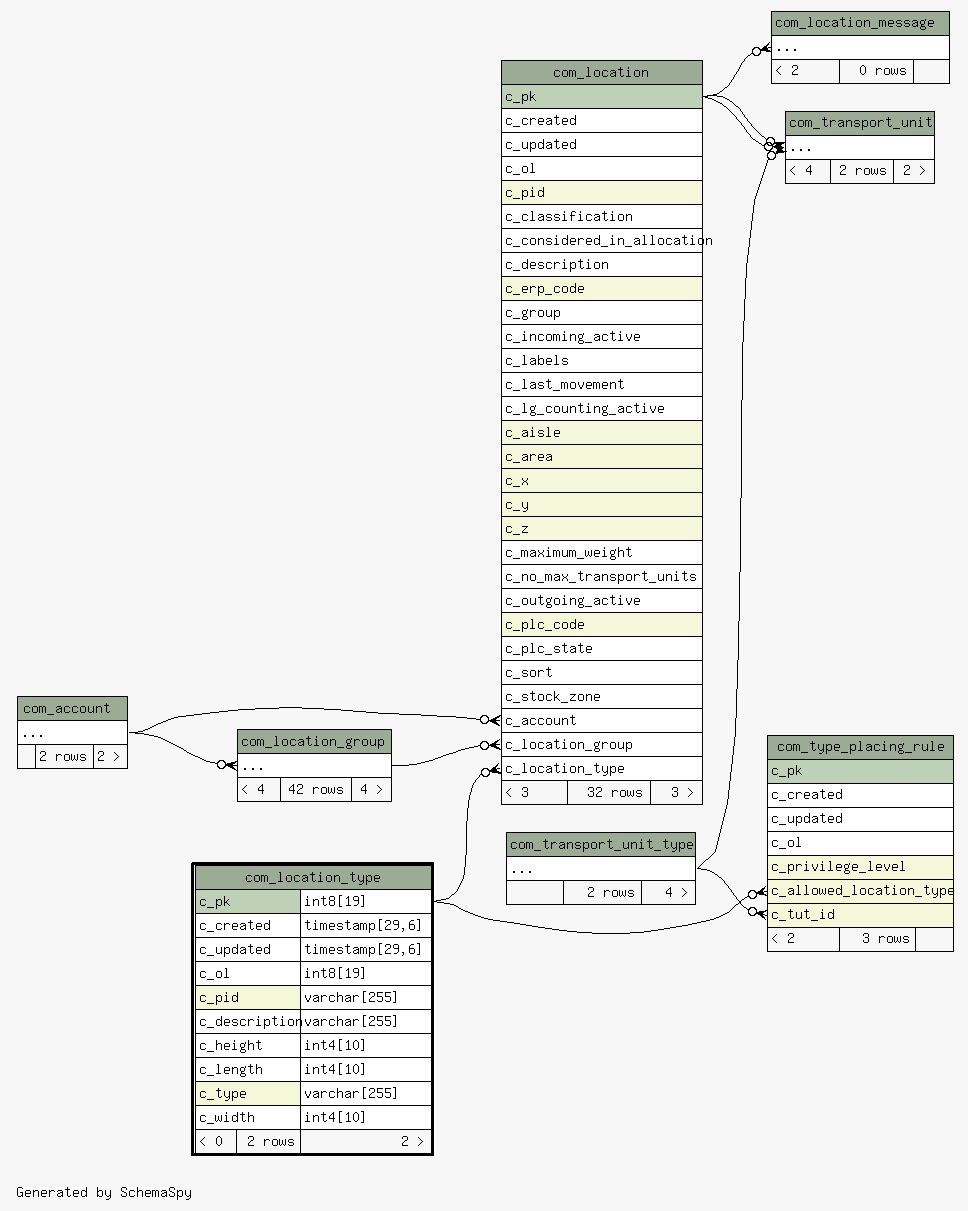 com_location_message
...
< 2 0 rows
com_location
c_pk
c_created
c_updated
c_ol
c_pid
c_classification
c_considered_in_allocation
c_description
c_erp_code
c_group
c_incoming_active
c_labels
c_last_movement
c_lg_counting_active
c_aisle
c_area
c_x
c_y
c_z
c_maximum_weight
c_no_max_transport_units
c_outgoing_active
c_plc_code
c_plc_state
c_sort
c_stock_zone
c_account
c_location_group
c_location_type
< 3 32 rows 3 >
com_transport_unit
...
< 4 2 rows 2 >
com_account
...
2 rows 2 >
com_location_group
...
< 4 42 rows 4 >
com_type_placing_rule
c_pk
c_created
c_updated
c_ol
c_privilege_level
c_allowed_location_type
c_tut_id
< 2 3 rows
com_transport_unit_type
...
2 rows 4 >
com_location_type
c_pk int8[19]
c_created timestamp[29,6]
c_updated timestamp[29,6]
c_ol int8[19]
c_pid varchar[255]
c_description varchar[255]
c_height int4[10]
c_length int4[10]
c_type varchar[255]
c_width int4[10]
< 0 2 rows 2 >
Generated by SchemaSpy